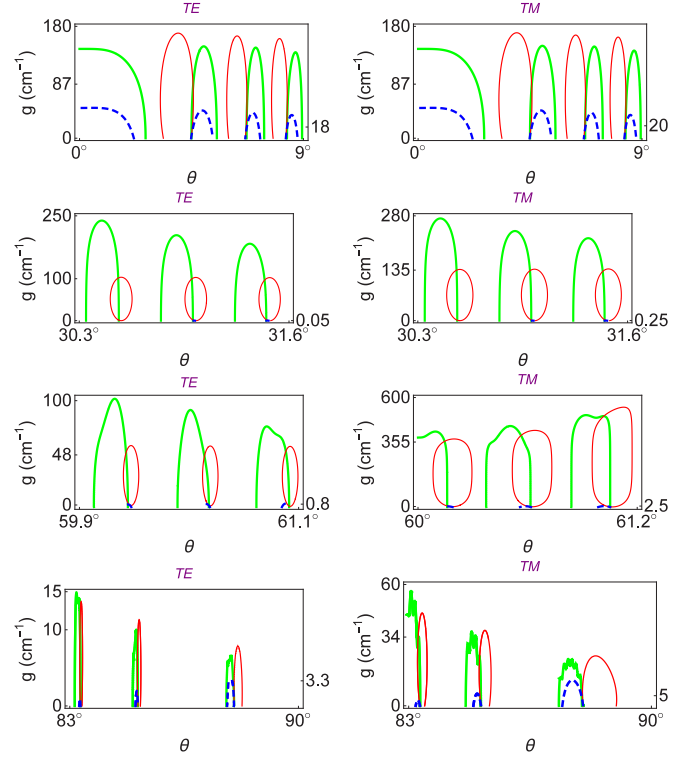 TE
TM
g (cm⁻¹)
180
87
0
18
0°
9°
θ
g (cm⁻¹)
180
87
0
20
0°
9°
θ
TE
TM
g (cm⁻¹)
250
100
0
0.05
30.3°
31.6°
θ
g (cm⁻¹)
280
135
0
0.25
30.3°
31.6°
θ
TE
TM
g (cm⁻¹)
100
48
0
0.8
59.9°
61.1°
θ
g (cm⁻¹)
600
355
0
2.5
60°
61.2°
θ
TE
TM
g (cm⁻¹)
15
10
0
3.3
83°
90°
θ
g (cm⁻¹)
60
34
0
5
83°
90°
θ